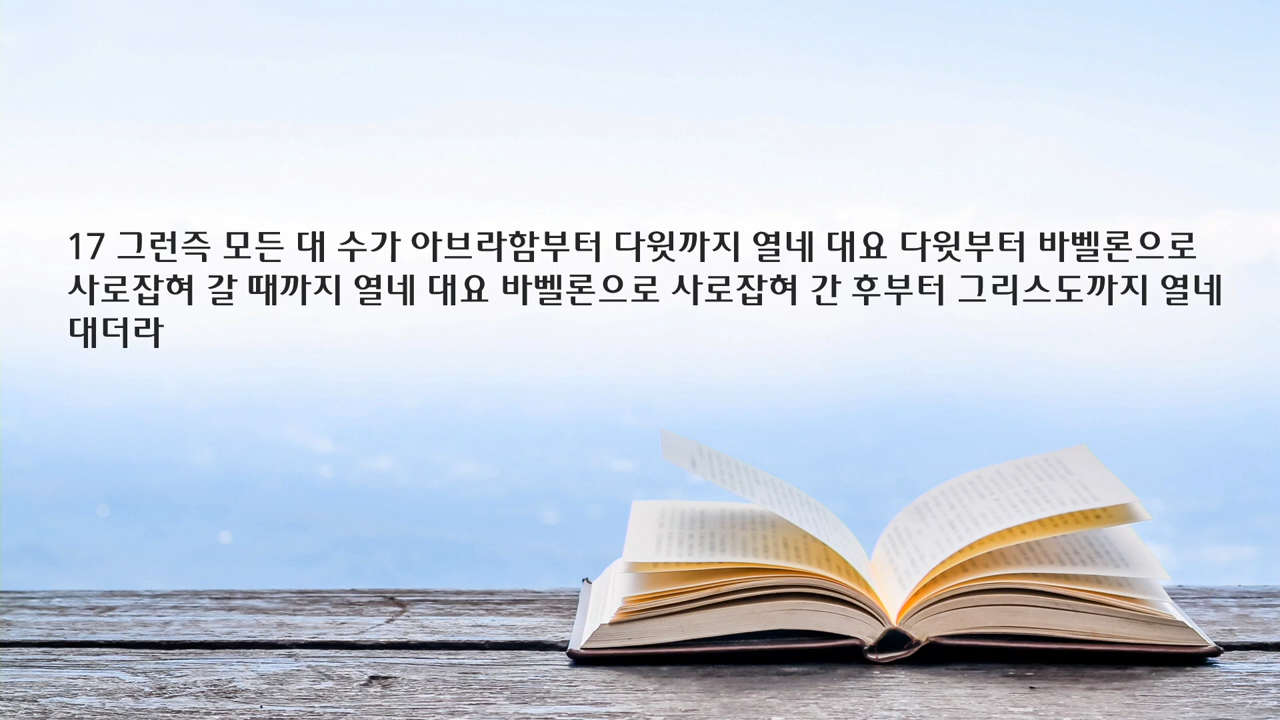 17 그런즉 모든 대 수가 아브라함부터 다윗까지 열네 대요 다윗부터 바벨론으로
사로잡혀 갈 때까지 열네 대요 바벨론으로 사로잡혀 간 후부터 그리스도까지 열네
대더라